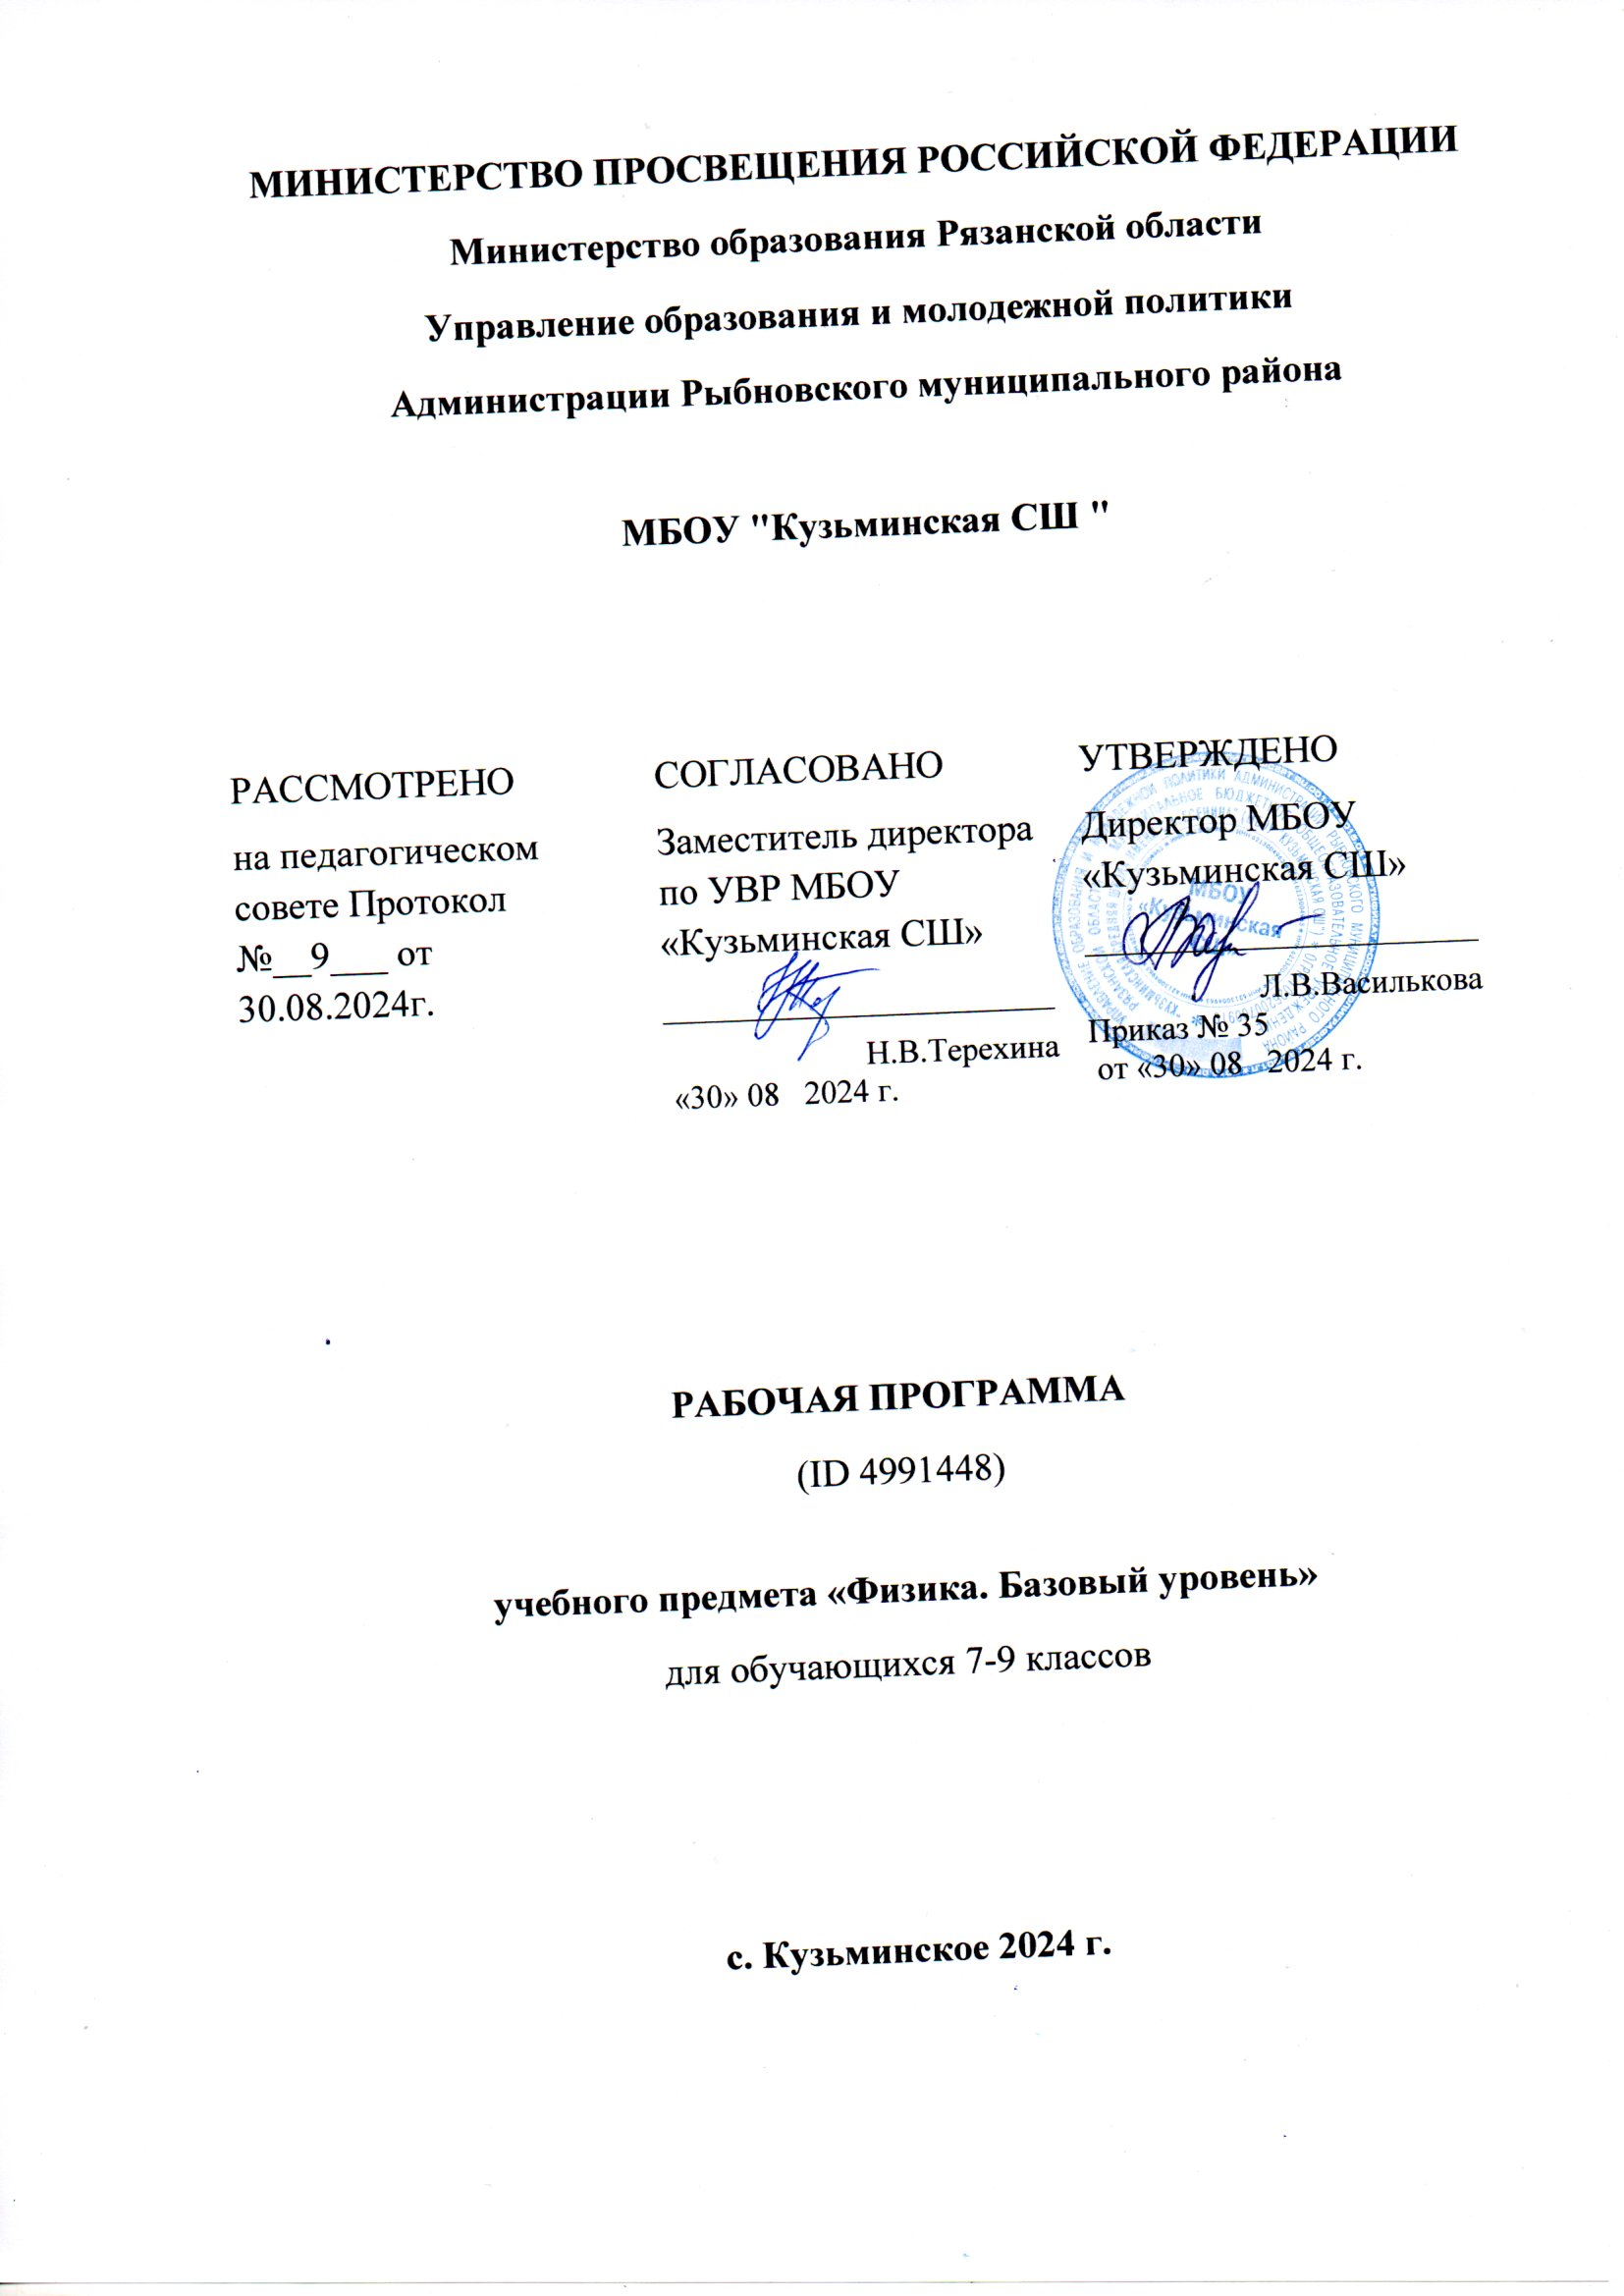 МИНИСТЕРСТВО ПРОСВЕЩЕНИЯ РОССИЙСКОЙ ФЕДЕРАЦИИ
Министерство образования Рязанской области
Управление образования и молодежной политики
Администрации Рыбновского муниципального района
МБОУ "Кузьминская СШ "
РАССМОТРЕНО
на педагогическом
совете Протокол
№__9___ от
30.08.2024г.
СОГЛАСОВАНО
Заместитель директора
по УВР МБОУ
«Кузьминская СШ»
Н.В.Терехина
«30» 08 2024 г.
УТВЕРЖДЕНО
Директор МБОУ
«Кузьминская СШ»
Л.В.Василькова
Приказ № 35
от «30» 08 2024 г.
МБОУ
«Кузьминская
РАБОЧАЯ ПРОГРАММА
(ID 4991448)
учебного предмета «Физика. Базовый уровень»
для обучающихся 7-9 классов
с. Кузьминское 2024 г.